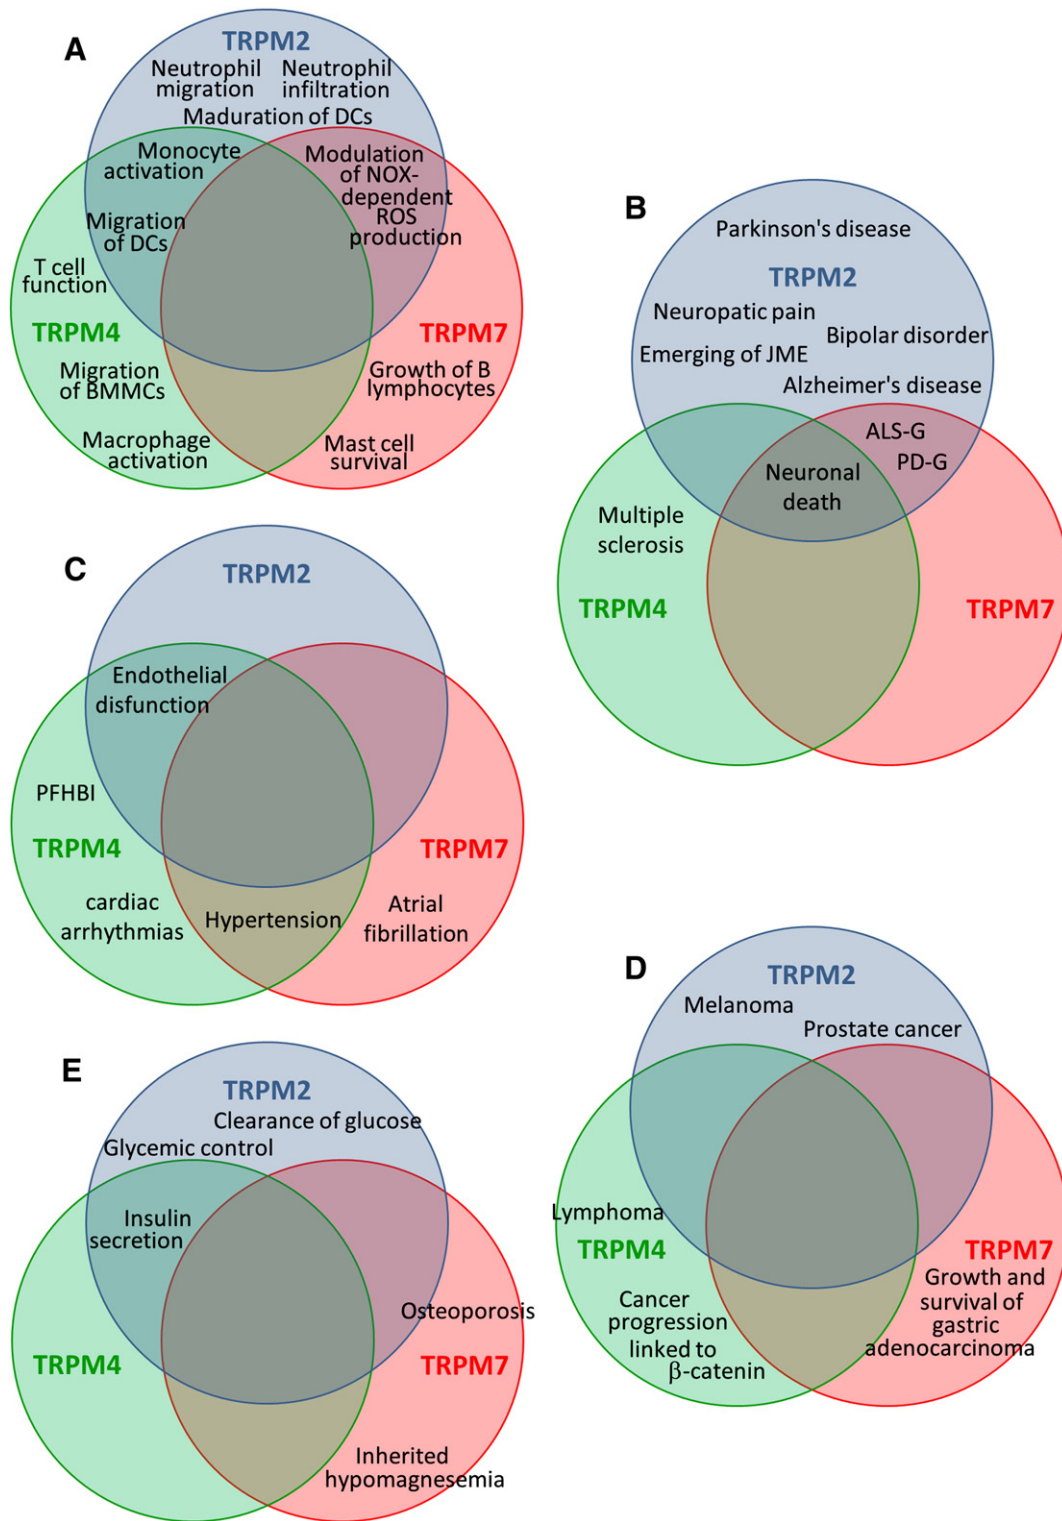 A
TRPM2
Neutrophil
migration
Neutrophil
infiltration
Maduration of DCs
Monocyte
activation
Modulation
of NOX-
dependent
ROS
production
Migration
of DCs
T cell
function
TRPM4
TRPM7
Migration
of BMMCs
Growth of B
lymphocytes
Macrophage
activation
Mast cell
survival
B
Parkinson's disease
TRPM2
Neuropatic pain
Bipolar disorder
Emerging of JME
Alzheimer's disease
ALS-G
PD-G
Neuronal
death
Multiple
sclerosis
TRPM4
TRPM7
C
TRPM2
Endothelial
disfunction
PFHBI
TRPM4
TRPM7
cardiac
arrhythmias
Hypertension
Atrial
fibrillation
D
TRPM2
Melanoma
Prostate cancer
Lymphoma
TRPM4
TRPM7
Cancer
progression
linked to
β-catenin
Growth and
survival of
gastric
adenocarcinoma
E
TRPM2
Clearance of glucose
Glycemic control
Insulin
secretion
Osteoporosis
TRPM4
TRPM7
Inherited
hypomagnesemia